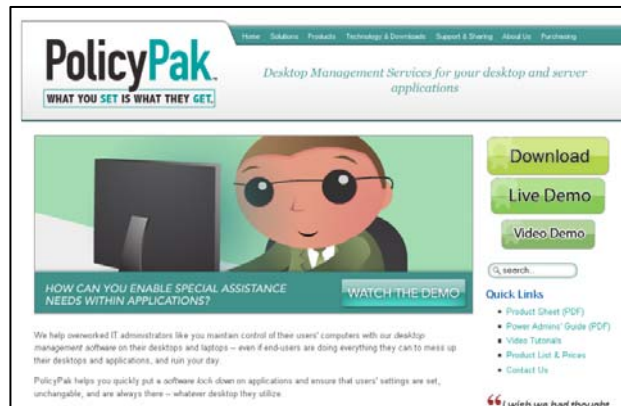 Home Solutions Products Technology & Downloads Support & Sharing About Us Purchasing
PolicyPak™
WHAT YOU SET IS WHAT THEY GET.
Desktop Management Services for your desktop and server
applications
Download
Live Demo
Video Demo
HOW CAN YOU ENABLE SPECIAL ASSISTANCE
NEEDS WITHIN APPLICATIONS?
WATCH THE DEMO
search...
Quick Links
Product Sheet (PDF)
Power Admins' Guide (PDF)
Video Tutorials
Product List & Prices
Contact Us
We help overworked IT administrators like you maintain control of their users' computers with our desktop
management software on their desktops and laptops – even if end-users are doing everything they can to mess up
their desktops and applications, and ruin your day.
PolicyPak helps you quickly put a software lock down on applications and ensure that users' settings are set,
unchangable, and are always there – whatever desktop they utilize
“I wish we had thought